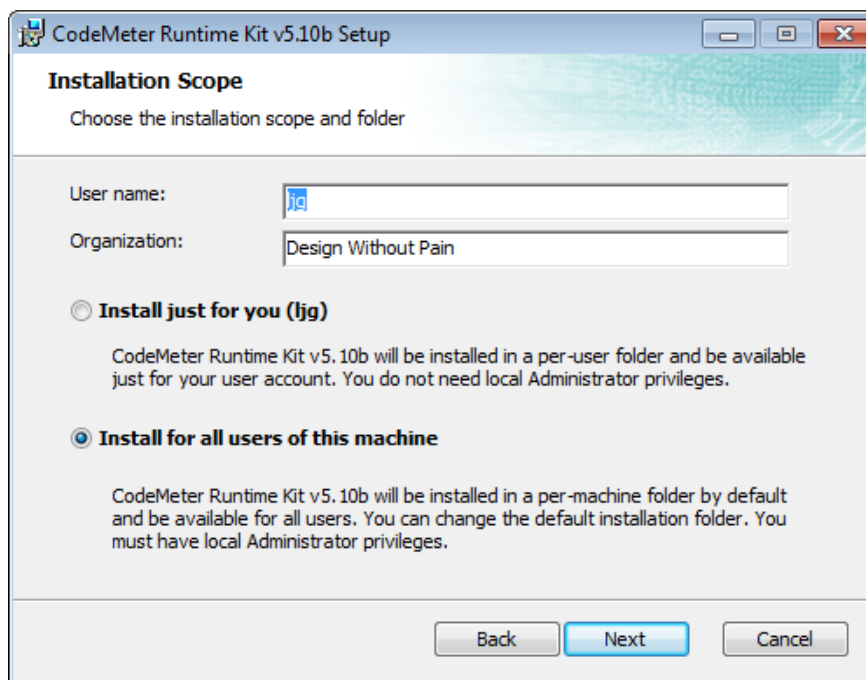 CodeMeter Runtime Kit v5.10b Setup
Installation Scope
Choose the installation scope and folder
User name:
ljg
Organization:
Design Without Pain
Install just for you (ljg)
CodeMeter Runtime Kit v5.10b will be installed in a per-user folder and be available
just for your user account. You do not need local Administrator privileges.
Install for all users of this machine
CodeMeter Runtime Kit v5.10b will be installed in a per-machine folder by default
and be available for all users. You can change the default installation folder. You
must have local Administrator privileges.
Back
Next
Cancel